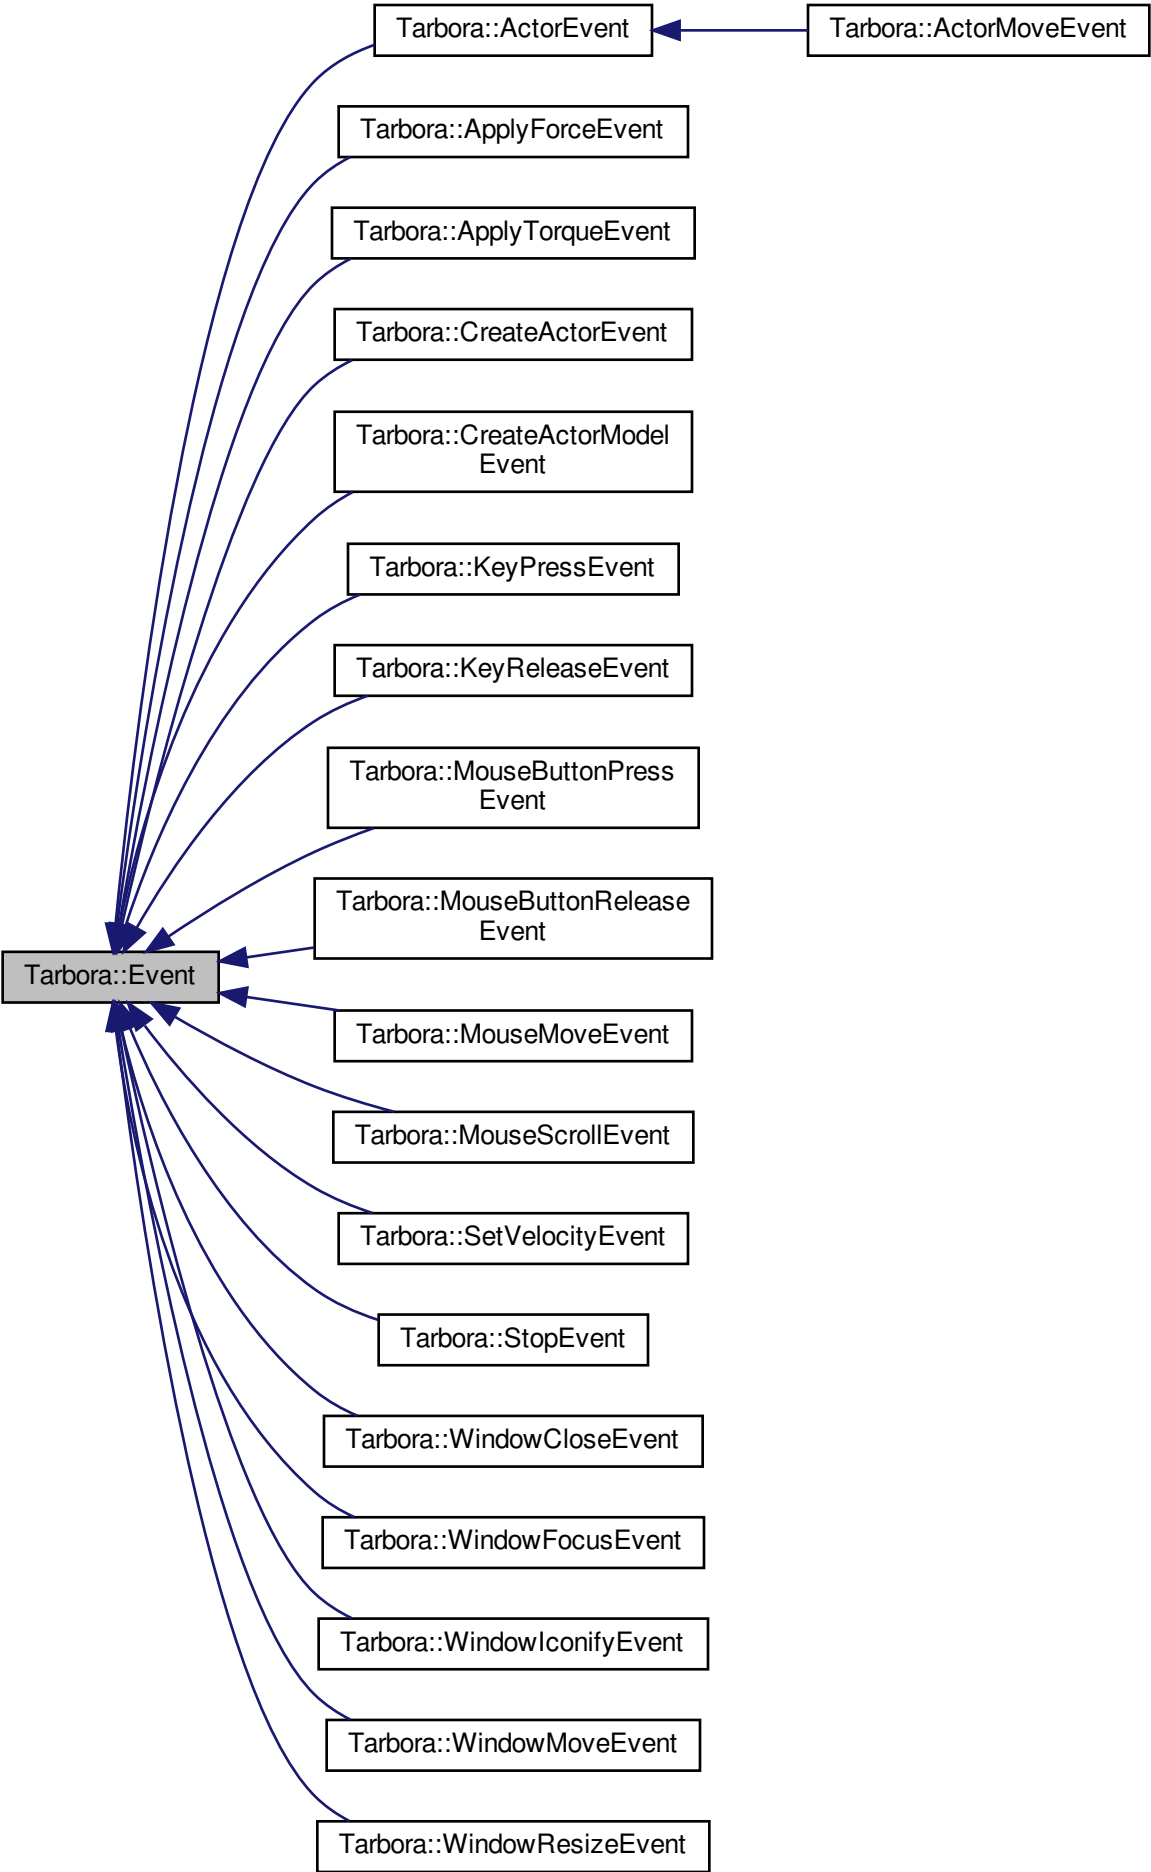 Tarbora::ActorEvent
Tarbora::ActorMoveEvent
Tarbora::ApplyForceEvent
Tarbora::ApplyTorqueEvent
Tarbora::CreateActorEvent
Tarbora::CreateActorModel
Event
Tarbora::KeyPressEvent
Tarbora::KeyReleaseEvent
Tarbora::MouseButtonPress
Event
Tarbora::MouseButtonRelease
Event
Tarbora::Event
Tarbora::MouseMoveEvent
Tarbora::MouseScrollEvent
Tarbora::SetVelocityEvent
Tarbora::StopEvent
Tarbora::WindowCloseEvent
Tarbora::WindowFocusEvent
Tarbora::WindowIconifyEvent
Tarbora::WindowMoveEvent
Tarbora::WindowResizeEvent